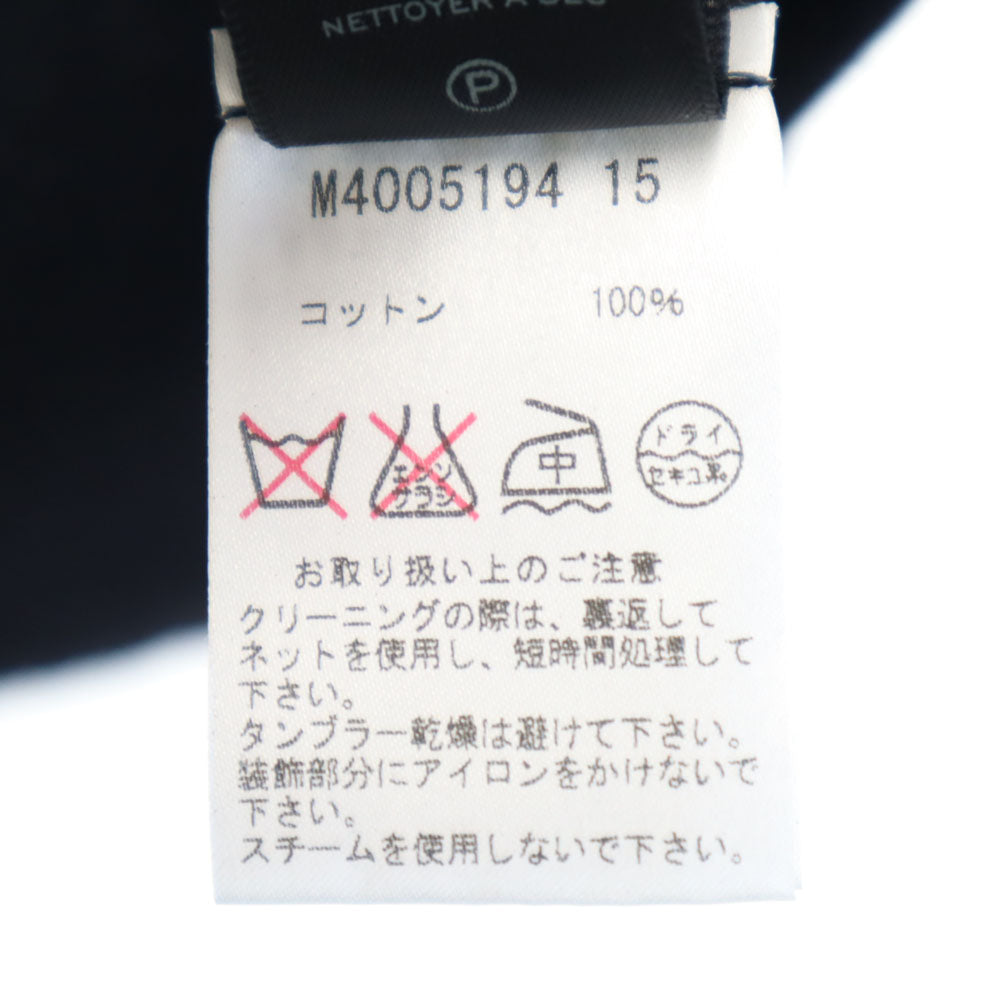 NETTOYER A SEC
P
M4005194 15
コットン 100%
エンソ
サラシ
中
ドライ
セキユ系
お取り扱い上のご注意
クリーニングの際は、裏返して
ネットを使用し、短時間処理して
下さい。
タンブラー乾燥は避けて下さい。
装飾部分にアイロンをかけないで
下さい。
スチームを使用しないで下さい。